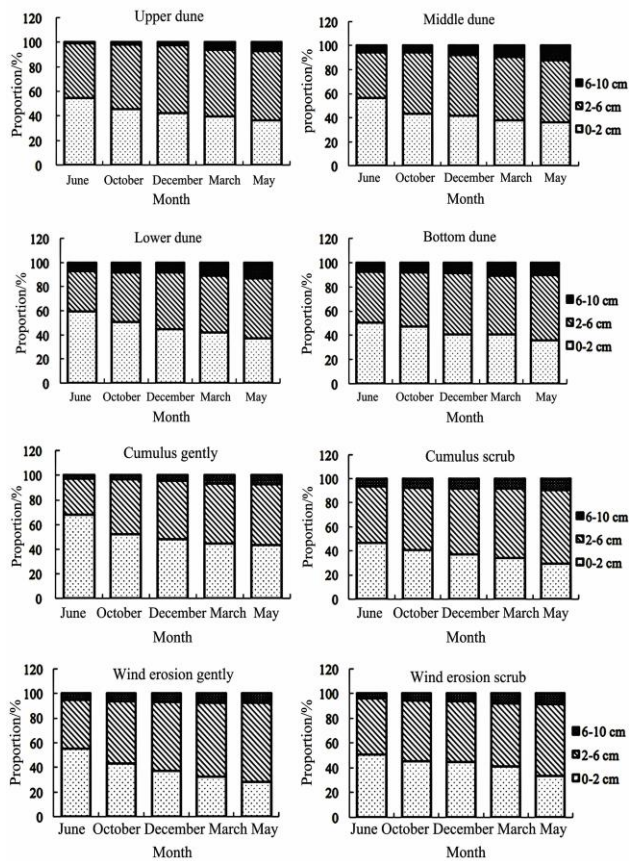 Upper dune
120
100
80
60
40
20
0
Proportion/%
June October December March May
Month
Middle dune
120
100
80
60
40
20
0
proportion/%
June October December March May
Month
6-10 cm
2-6 cm
0-2 cm
Lower dune
120
100
80
60
40
20
0
Proportion/%
June October December March May
Month
Bottom dune
120
100
80
60
40
20
0
Proportion/%
June October December March May
Month
6-10 cm
2-6 cm
0-2 cm
Cumulus gently
120
100
80
60
40
20
0
Proportion/%
June October December March May
Month
Cumulus scrub
120
100
80
60
40
20
0
Proportion/%
June October December March May
Month
6-10 cm
2-6 cm
0-2 cm
Wind erosion gently
120
100
80
60
40
20
0
Proportion/%
June October December March May
Month
Wind erosion scrub
120
100
80
60
40
20
0
Proportion/%
June October December March May
Month
6-10 cm
2-6 cm
0-2 cm